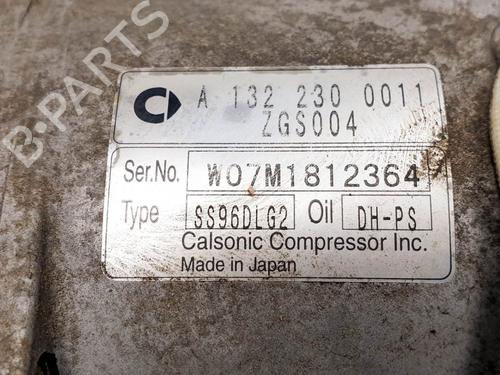 B-PARTS
A 132 230 0011
ZGS004
Ser.No. W07M1812364
Type SS96DLG2 Oil DH-PS
Calsonic Compressor Inc.
Made in Japan